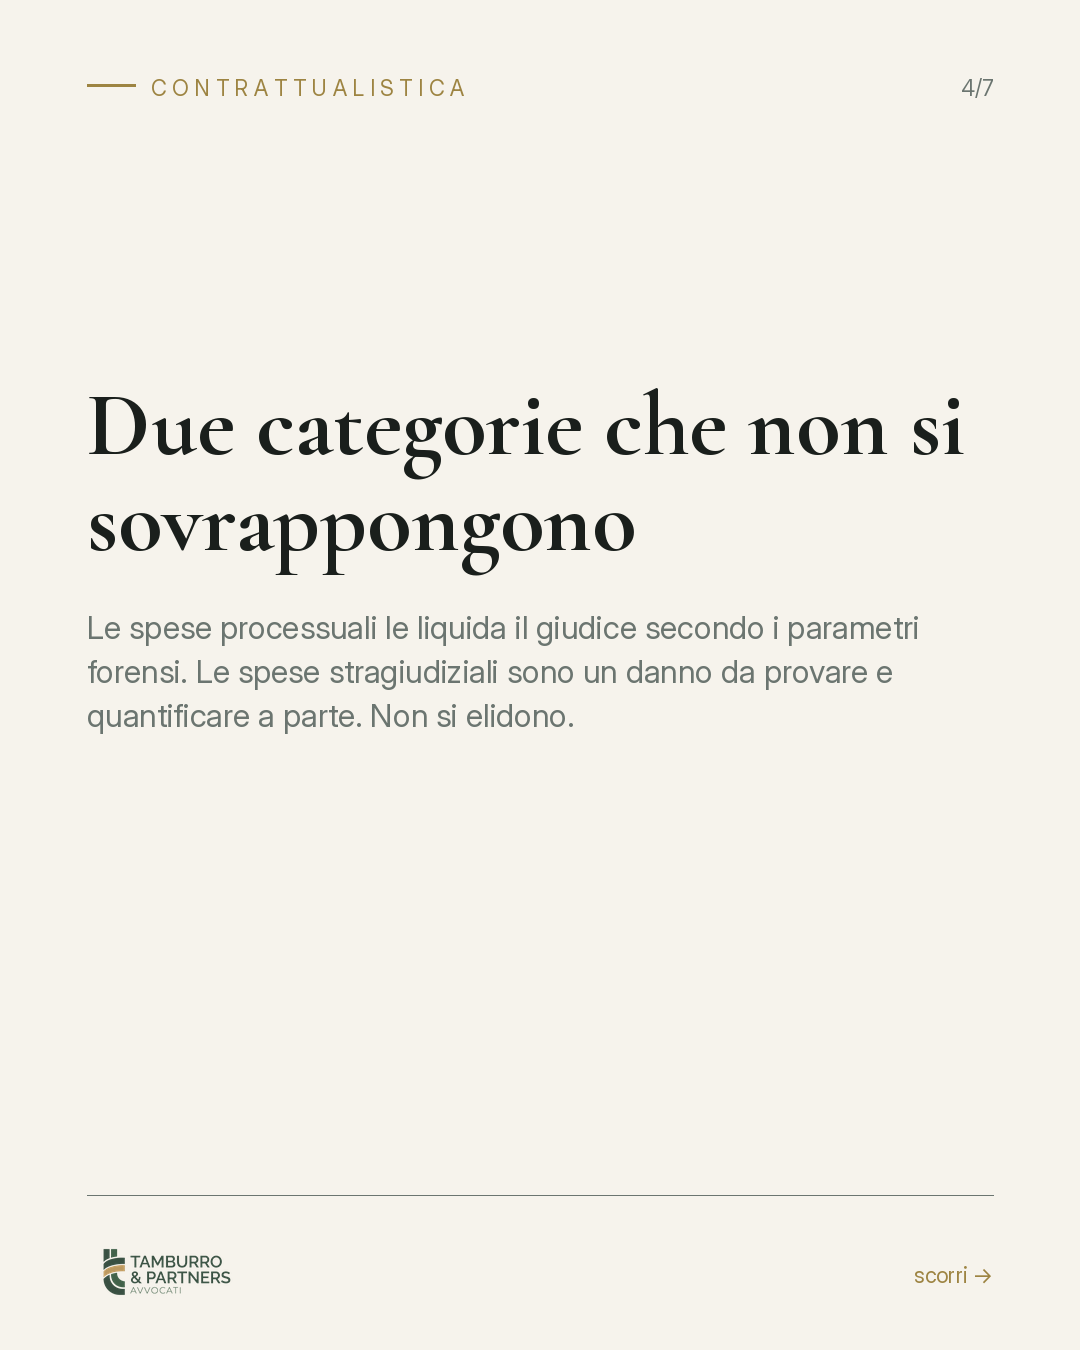 CONTRATTUALISTICA
4/7
Due categorie che non si
sovrappongono
Le spese processuali le liquida il giudice secondo i parametri
forensi. Le spese stragiudiziali sono un danno da provare e
quantificare a parte. Non si elidono.
TAMBURRO
& PARTNERS
AVVOCATI
scorri →